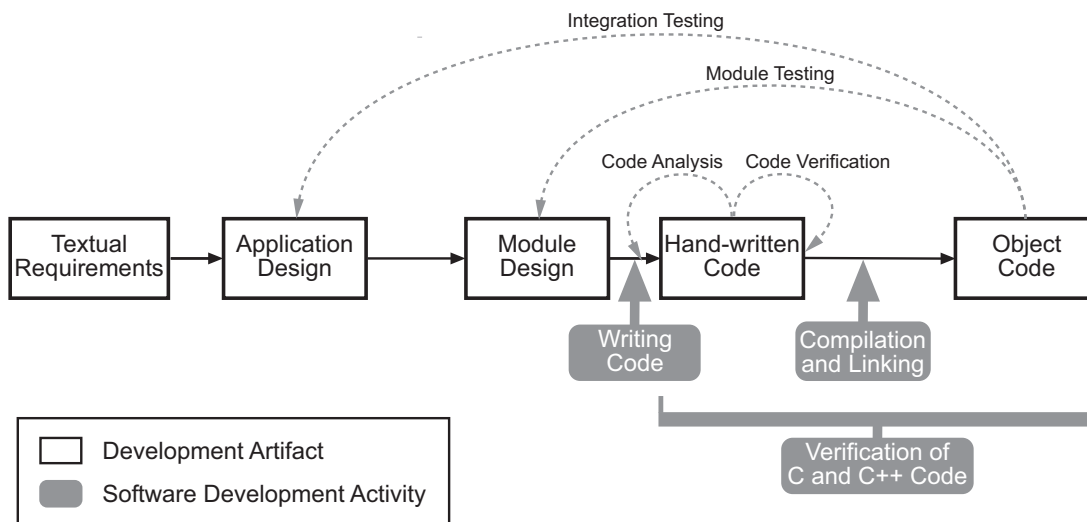 Integration Testing
Module Testing
Code Analysis
Code Verification
Textual
Requirements
Application
Design
Module
Design
Hand-written
Code
Object
Code
Writing
Code
Compilation
and Linking
Verification of
C and C++ Code
Development Artifact
Software Development Activity